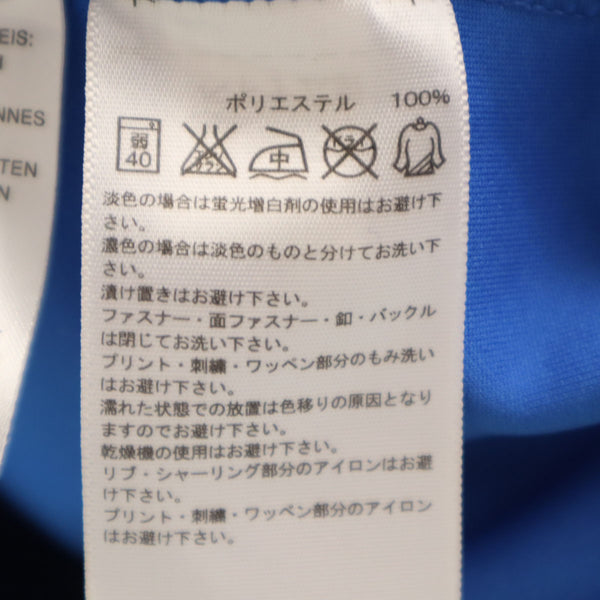 EIS:
NNES
TEN
N
ポリエステル 100%
弱
40
エンソ
サラシ
中
ドライ
淡色の場合は蛍光増白剤の使用はお避け下
さい。
濃色の場合は淡色のものと分けてお洗い下
さい。
漬け置きはお避け下さい。
ファスナー・面ファスナー・釦・バックル
は閉じてお洗い下さい。
プリント・刺繍・ワッペン部分のもみ洗い
はお避け下さい。
濡れた状態での放置は色移りの原因となり
ますのでお避け下さい。
乾燥機の使用はお避け下さい。
リブ・シャーリング部分のアイロンはお避
け下さい。
プリント・刺繍・ワッペン部分のアイロン
はお避け下さい。